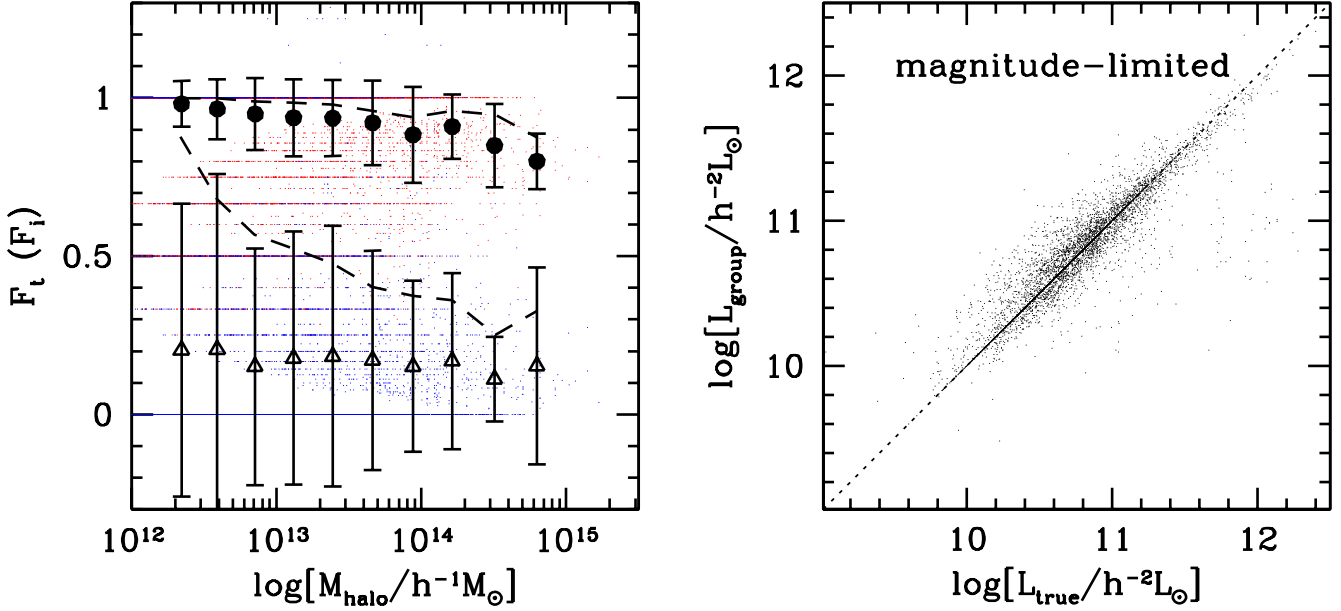 1
0.5
0
F_t (F_i)
10^12 10^13 10^14 10^15
log[M_halo/h^−1M_⊙]
magnitude−limited
12
11
10
log[L_group/h^−2L_⊙]
10 11 12
log[L_true/h^−2L_⊙]